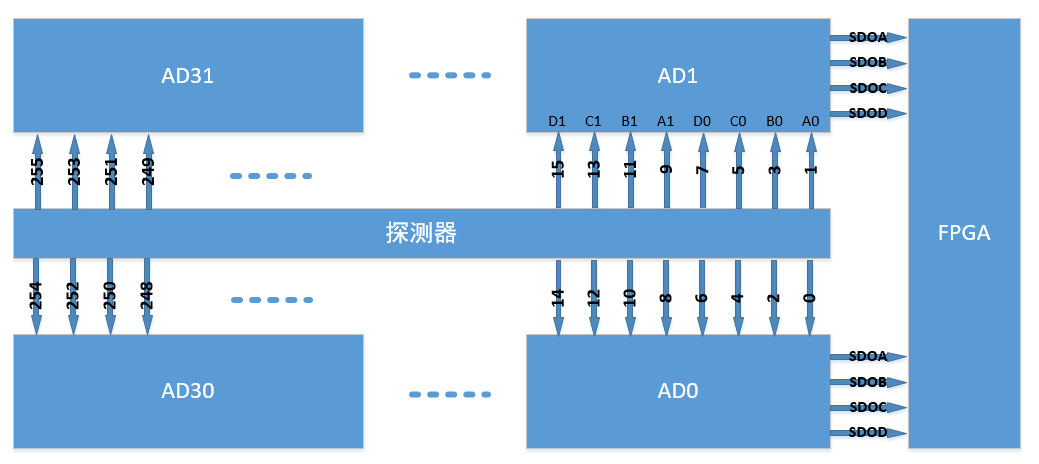 AD31
AD1
SDOA
SDOB
SDOC
SDOD
D1 C1 B1 A1 D0 C0 B0 A0
255 253 251 249
15 13 11 9 7 5 3 1
探测器
FPGA
254 252 250 248
14 12 10 8 6 4 2 0
AD30
AD0
SDOA
SDOB
SDOC
SDOD